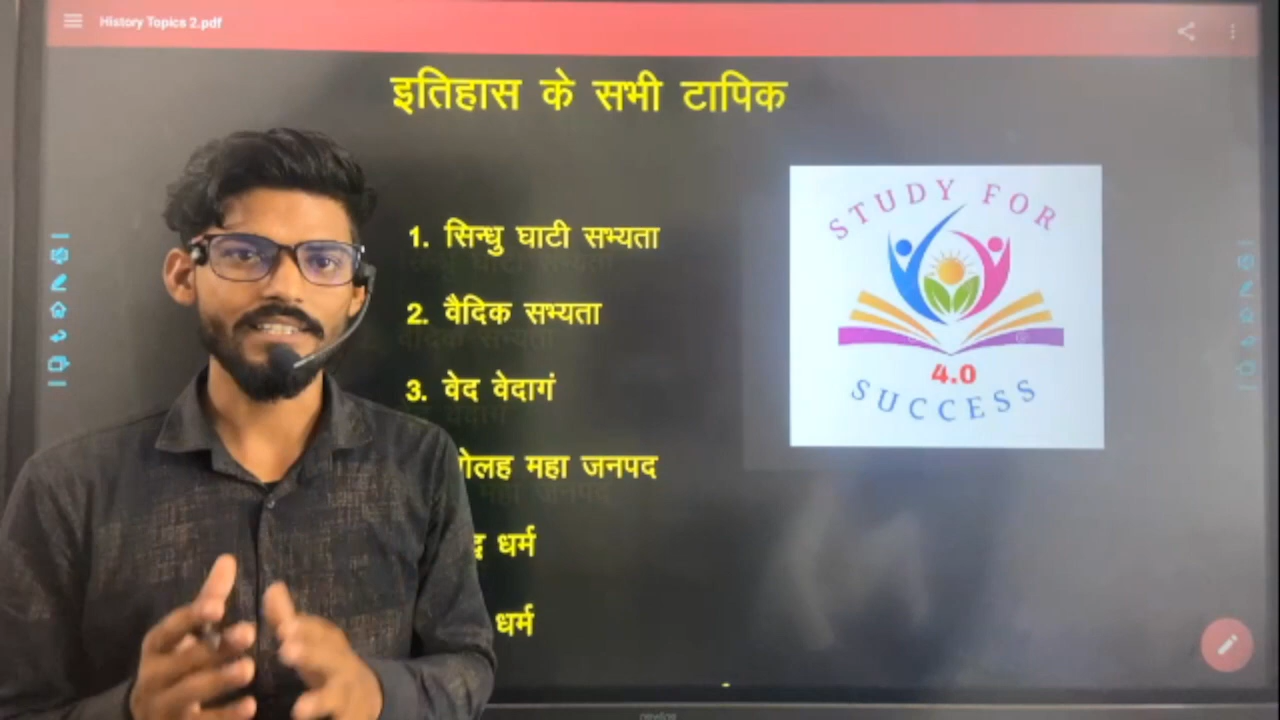 History Topics 2.pdf
इतिहास के सभी टापिक
1. सिन्धु घाटी सभ्यता
2. वैदिक सभ्यता
3. वेद वेदागं
महा जनपद
धर्म
धर्म
STUDY FOR
4.0
SUCCESS